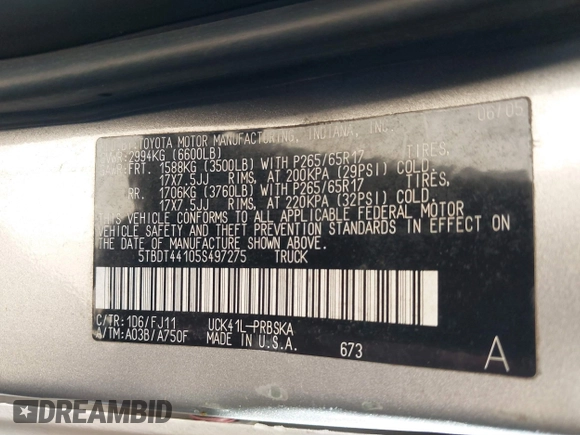 TOYOTA MOTOR MANUFACTURING, INDIANA, INC. 06/05
2994KG (6600LB)
FRT. 1588KG (3500LB) WITH P265/65R17 TIRES,
17X7.5JJ RIMS, AT 200KPA (29PSI) COLD.
RR. 1706KG (3760LB) WITH P265/65R17 TIRES,
17X7.5JJ RIMS, AT 220KPA (32PSI) COLD.
THIS VEHICLE CONFORMS TO ALL APPLICABLE FEDERAL MOTOR
VEHICLE SAFETY AND THEFT PREVENTION STANDARDS IN EFFECT ON
THE DATE OF MANUFACTURE SHOWN ABOVE.
5TBDT44105S497275 TRUCK
C/TR: 1D6/FJ11 UCK41L-PRBSKA
A/TM: A03B/A750F MADE IN U.S.A.
673 A
DREAMBID